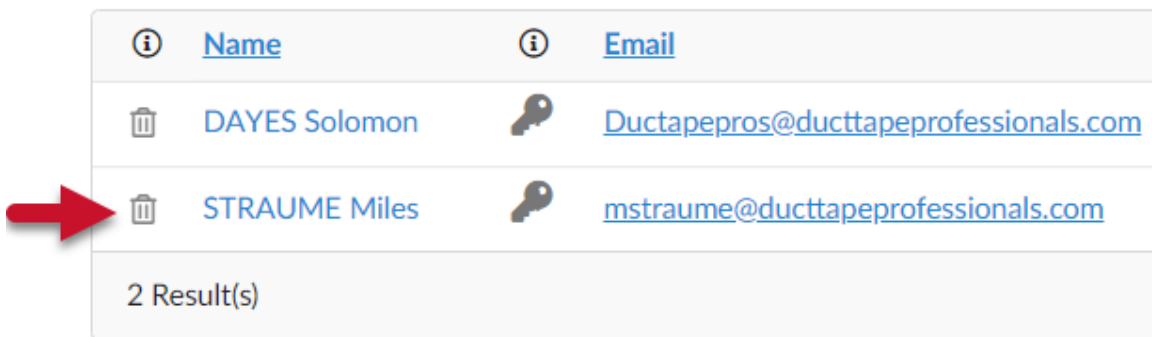 Name Email
DAYES Solomon Ductapepros@ducttapeprofessionals.com
STRAUME Miles mstraume@ducttapeprofessionals.com
2 Result(s)